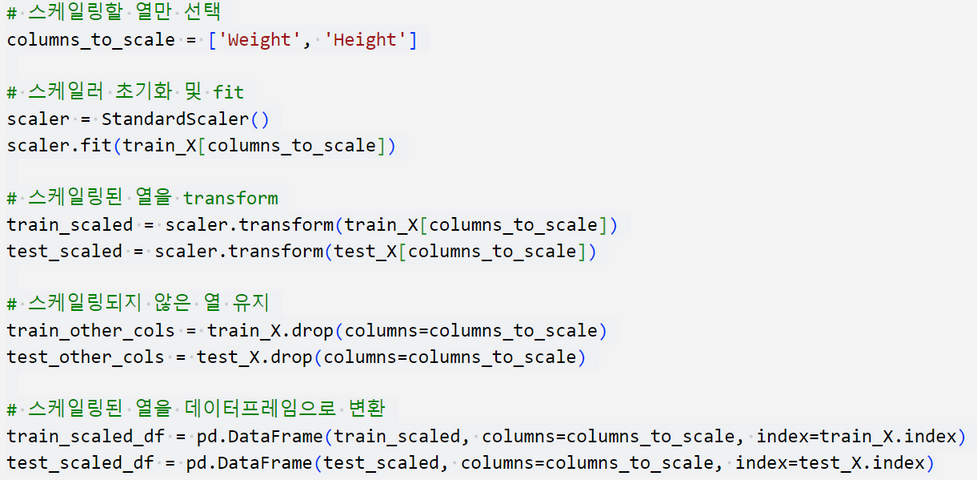 # 스케일링할 열만 선택
columns_to_scale = ['Weight', 'Height']
# 스케일러 초기화 및 fit
scaler = StandardScaler()
scaler.fit(train_X[columns_to_scale])
# 스케일링된 열을 transform
train_scaled = scaler.transform(train_X[columns_to_scale])
test_scaled = scaler.transform(test_X[columns_to_scale])
# 스케일링되지 않은 열 유지
train_other_cols = train_X.drop(columns=columns_to_scale)
test_other_cols = test_X.drop(columns=columns_to_scale)
# 스케일링된 열을 데이터프레임으로 변환
train_scaled_df = pd.DataFrame(train_scaled, columns=columns_to_scale, index=train_X.index)
test_scaled_df = pd.DataFrame(test_scaled, columns=columns_to_scale, index=test_X.index)